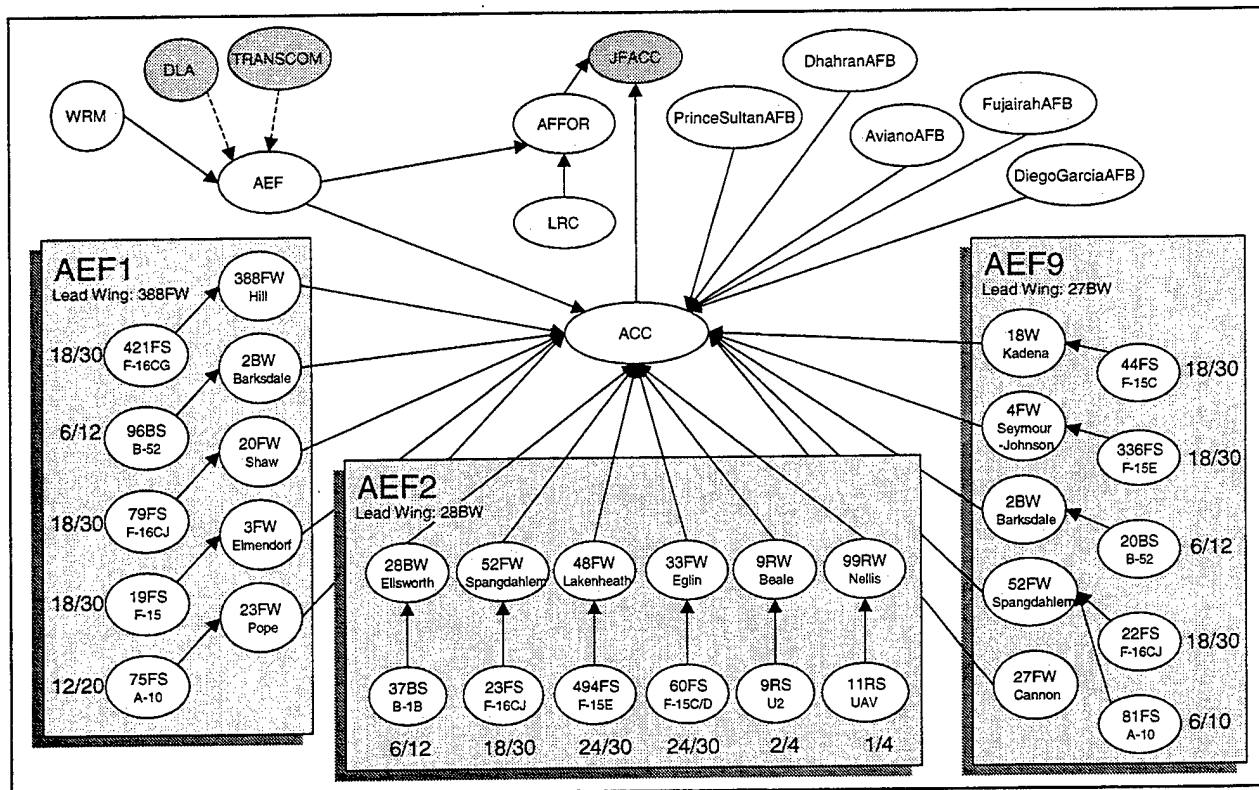 DLA
TRANSCOM
JFACC
DhahranAFB
WRM
AFFOR
PrinceSultanAFB
AvianoAFB
FujairahAFB
AEF
DiegoGarciaAFB
LRC
ACC
AEF1
Lead Wing: 388FW
388FW
Hill
18/30
421FS
F-16CG
2BW
Barksdale
6/12
96BS
B-52
20FW
Shaw
18/30
79FS
F-16CJ
3FW
Elmendorf
18/30
19FS
F-15
23FW
Pope
12/20
75FS
A-10
AEF2
Lead Wing: 28BW
28BW
Ellsworth
52FW
Spangdahlem
48FW
Lakenheath
33FW
Eglin
9RW
Beale
99RW
Nellis
37BS
B-1B
23FS
F-16CJ
494FS
F-15E
60FS
F-15C/D
9RS
U2
11RS
UAV
6/12
18/30
24/30
24/30
2/4
1/4
AEF9
Lead Wing: 27BW
18W
Kadena
44FS
F-15C
18/30
4FW
Seymour
-Johnson
336FS
F-15E
18/30
2BW
Barksdale
20BS
B-52
6/12
52FW
Spangdahlem
22FS
F-16CJ
18/30
27FW
Cannon
81FS
A-10
6/10